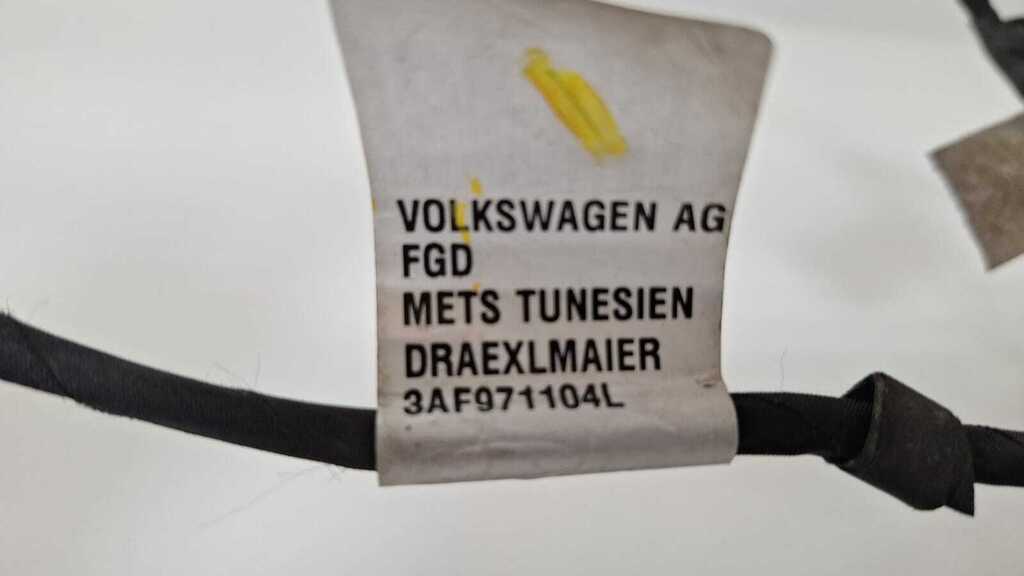 VOLKSWAGEN AG
FGD
METS TUNESIEN
DRAEXLMAIER
3AF971104L